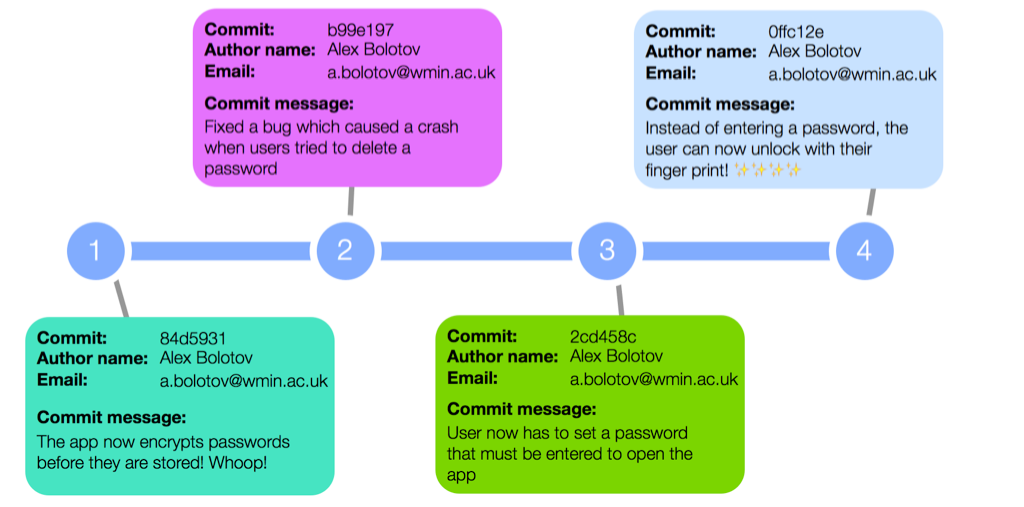 Commit: b99e197
Author name: Alex Bolotov
Email: a.bolotov@wmin.ac.uk
Commit message:
Fixed a bug which caused a crash
when users tried to delete a
password
Commit: 0ffc12e
Author name: Alex Bolotov
Email: a.bolotov@wmin.ac.uk
Commit message:
Instead of entering a password, the
user can now unlock with their
finger print! ✨✨✨✨
1
2
3
4
Commit: 84d5931
Author name: Alex Bolotov
Email: a.bolotov@wmin.ac.uk
Commit message:
The app now encrypts passwords
before they are stored! Whoop!
Commit: 2cd458c
Author name: Alex Bolotov
Email: a.bolotov@wmin.ac.uk
Commit message:
User now has to set a password
that must be entered to open the
app